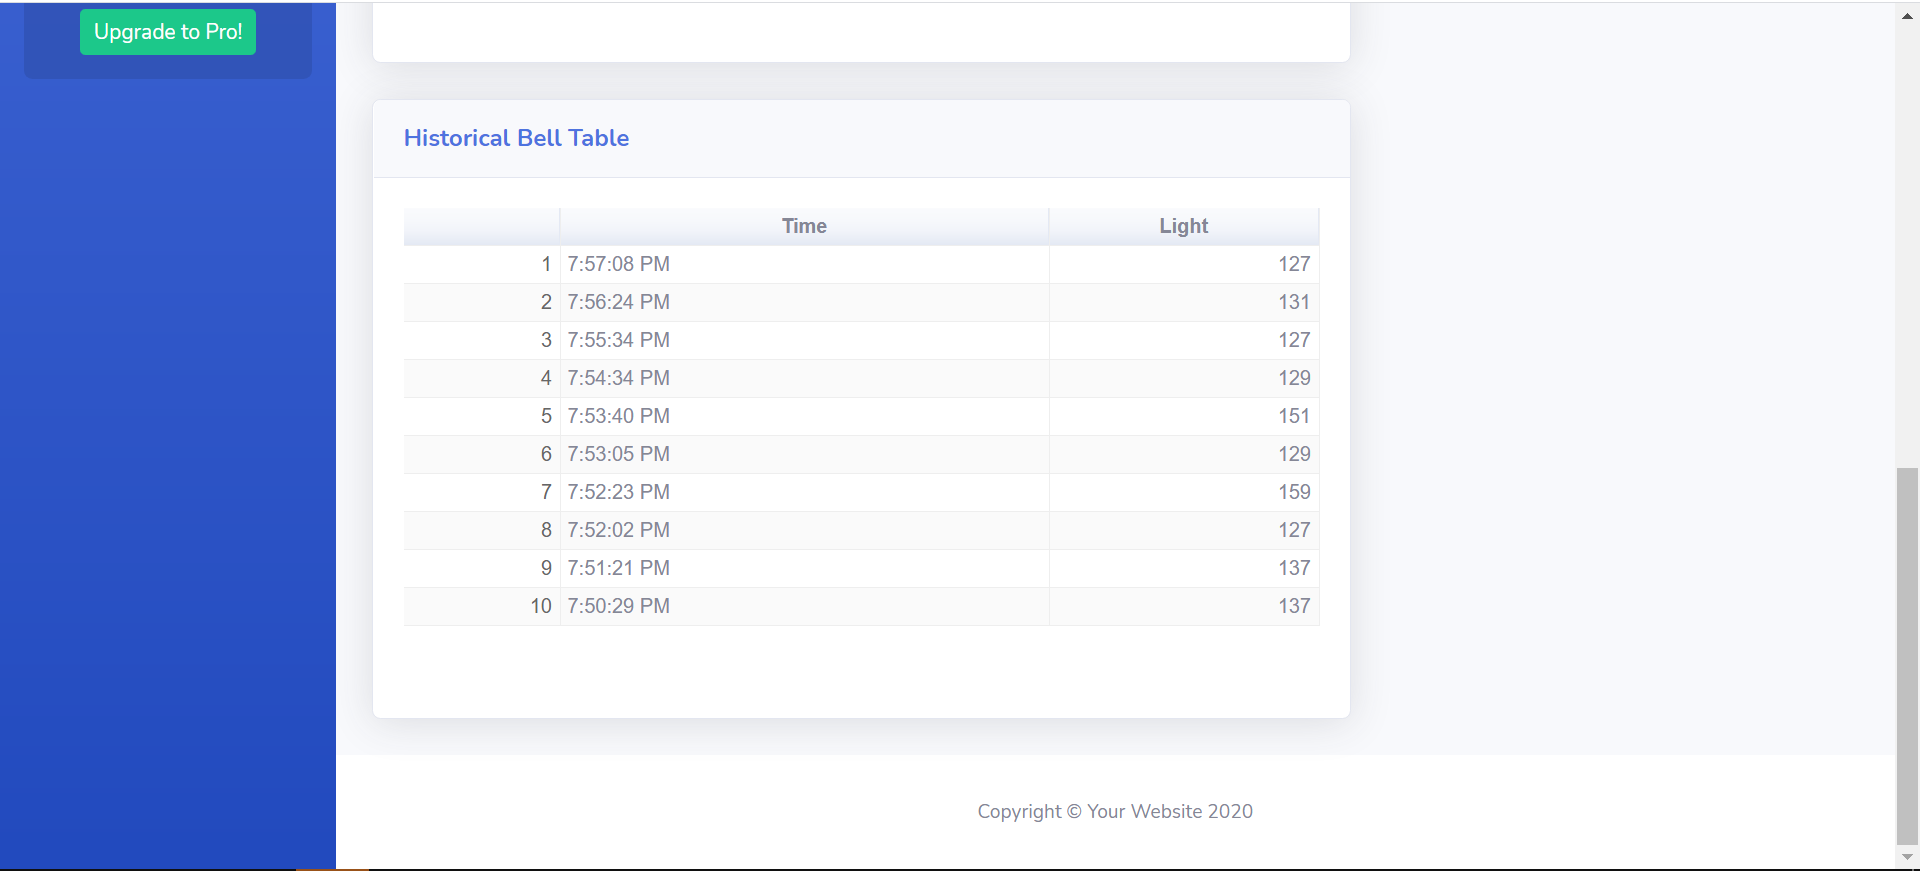 Upgrade to Pro!
Historical Bell Table
Time Light
1 7:57:08 PM 127
2 7:56:24 PM 131
3 7:55:34 PM 127
4 7:54:34 PM 129
5 7:53:40 PM 151
6 7:53:05 PM 129
7 7:52:23 PM 159
8 7:52:02 PM 127
9 7:51:21 PM 137
10 7:50:29 PM 137
Copyright © Your Website 2020